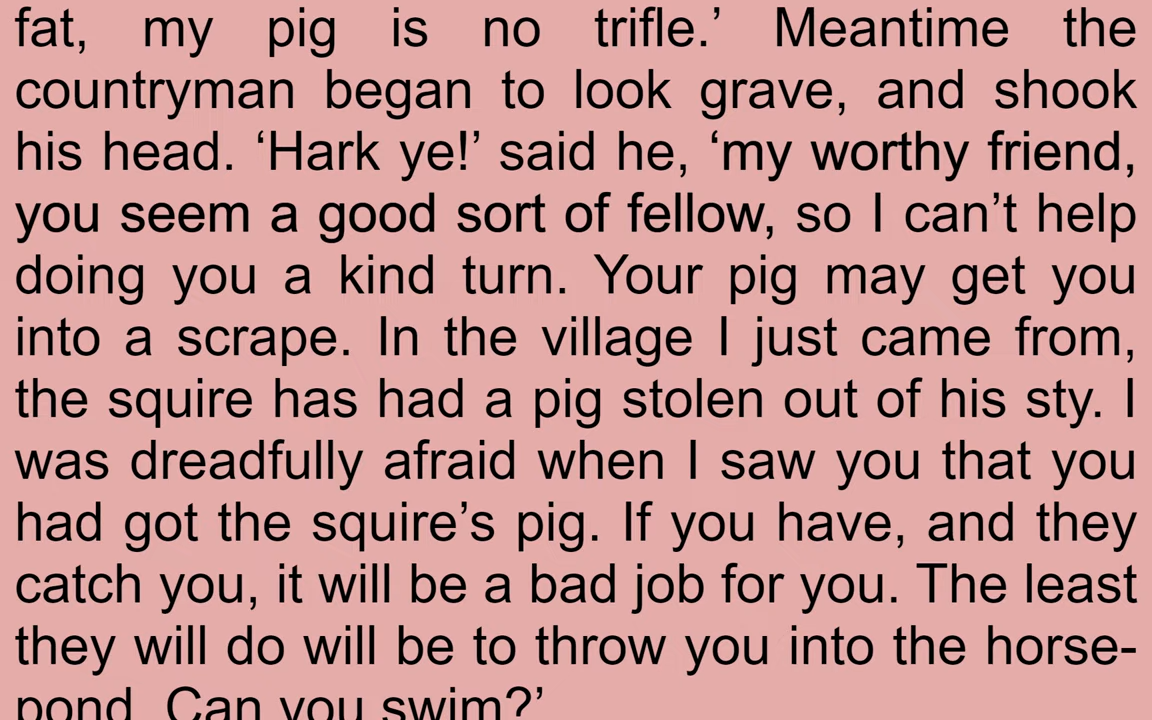 fat, my pig is no trifle.’ Meantime the
countryman began to look grave, and shook
his head. ‘Hark ye!’ said he, ‘my worthy friend,
you seem a good sort of fellow, so I can’t help
doing you a kind turn. Your pig may get you
into a scrape. In the village I just came from,
the squire has had a pig stolen out of his sty. I
was dreadfully afraid when I saw you that you
had got the squire’s pig. If you have, and they
catch you, it will be a bad job for you. The least
they will do will be to throw you into the horse-
pond. Can you swim?’